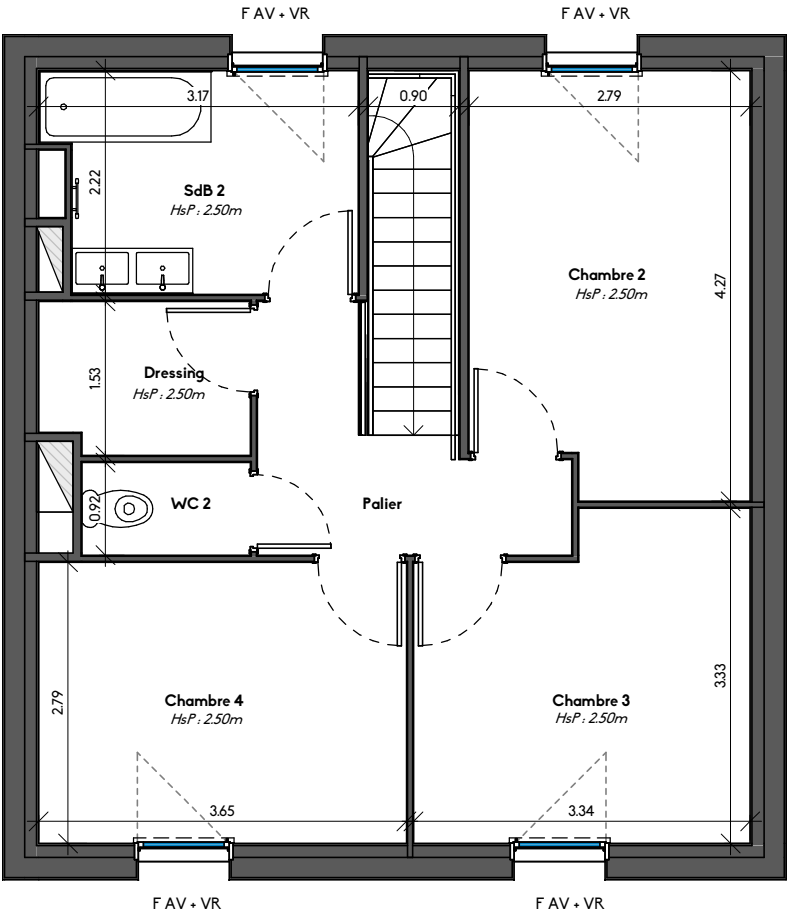 F AV + VR
F AV + VR
3.17
0.90
2.79
2.22
SdB 2
HsP : 2.50m
Chambre 2
HsP : 2.50m
4.27
Dressing
HsP : 2.50m
1.53
WC 2
0.92
Palier
Chambre 4
HsP : 2.50m
2.79
Chambre 3
HsP : 2.50m
3.33
3.65
3.34
F AV + VR
F AV + VR